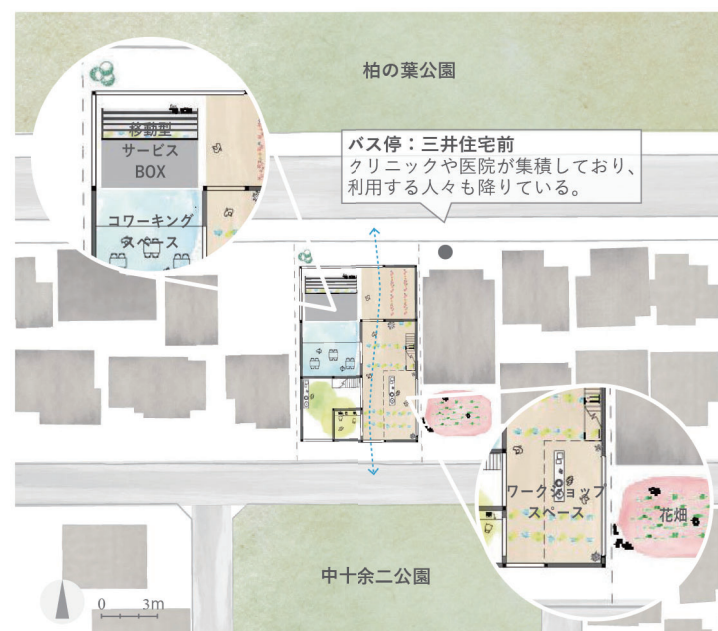 柏の葉公園
バス停：三井住宅前
クリニックや医院が集積しており、
利用する人々も降りている。
移動型
サービス
BOX
コワーキング
スペース
ワークショップ
スペース
花畑
中十余二公園
0 3m